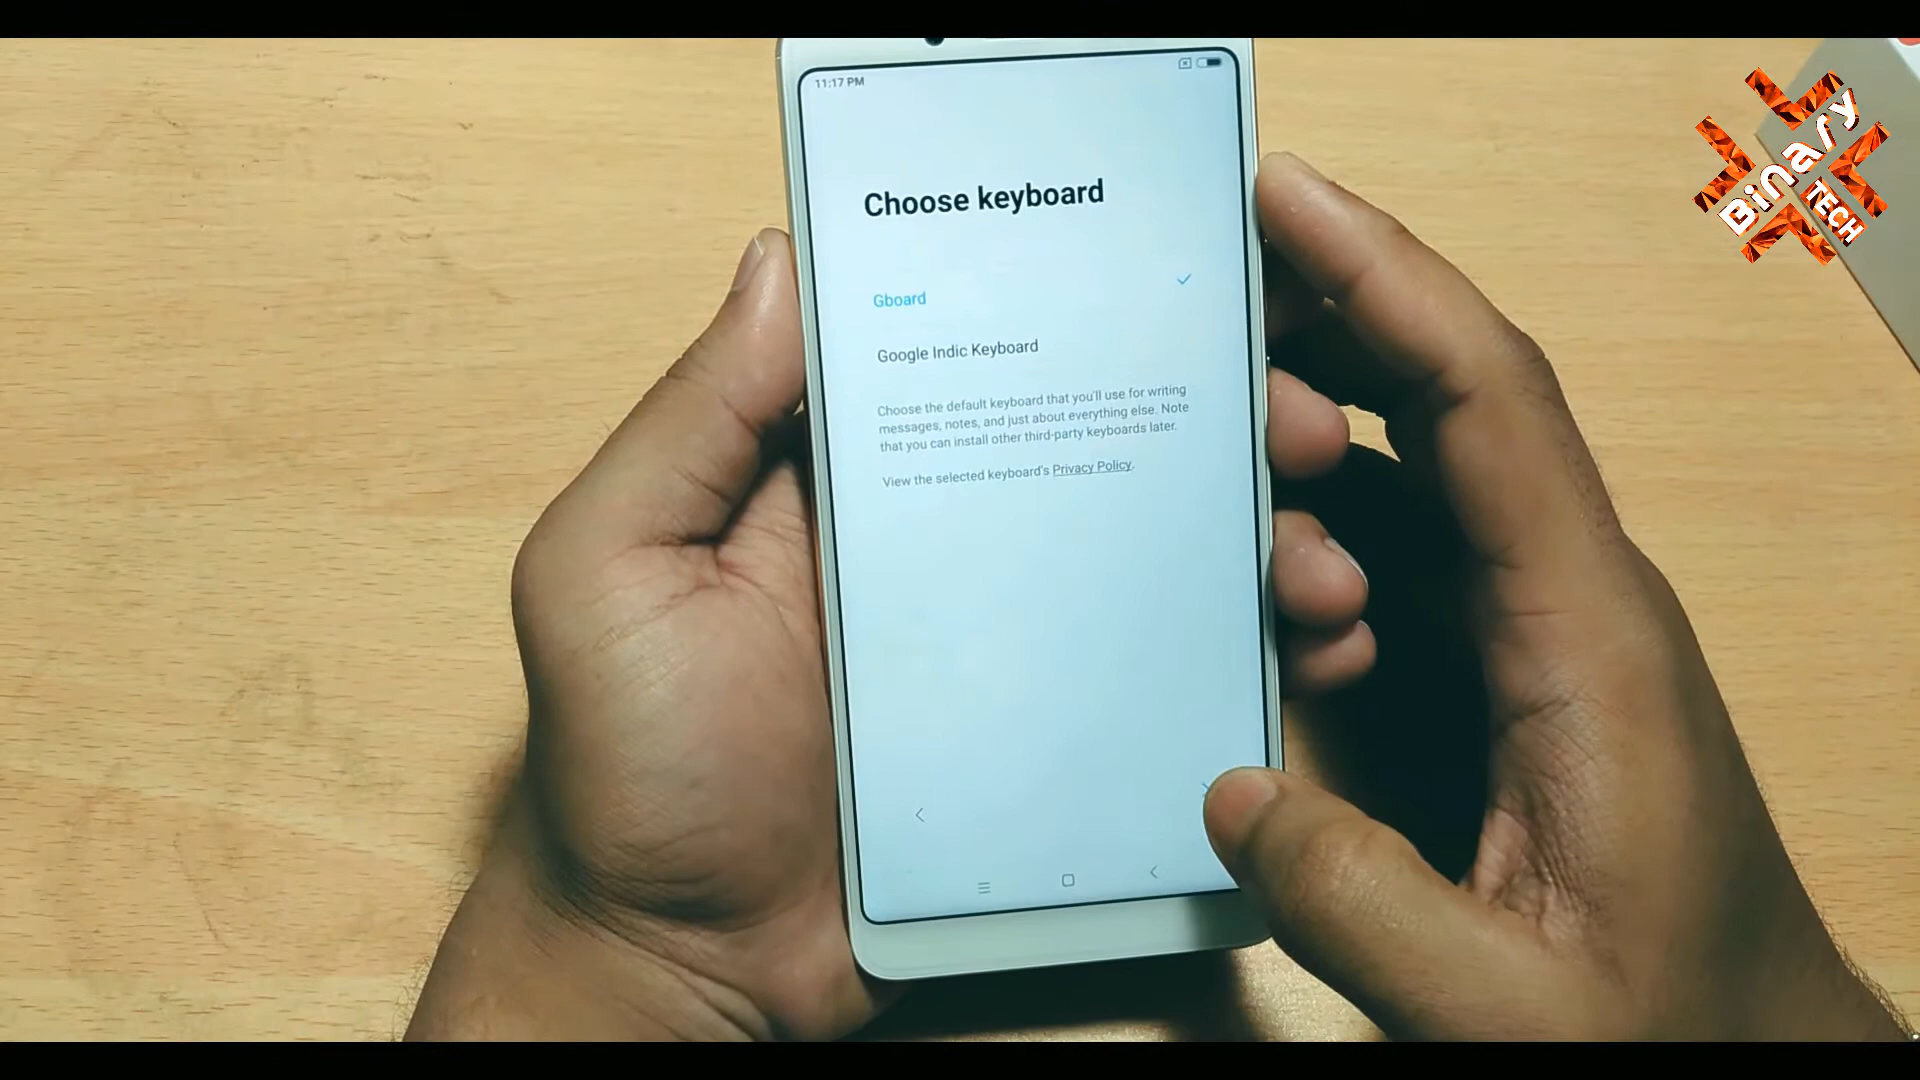 11:17 PM
Choose keyboard
Gboard
Google Indic Keyboard
Choose the default keyboard that you'll use for writing
messages, notes, and just about everything else. Note
that you can install other third-party keyboards later.
View the selected keyboard's Privacy Policy.
Binary
TECH